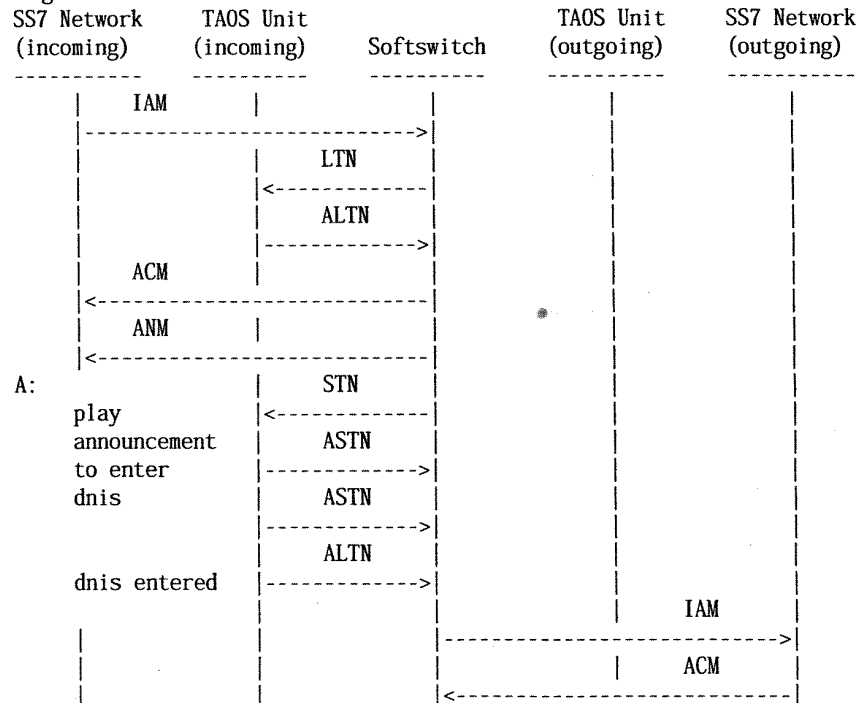 SS7 Network TAOS Unit TAOS Unit SS7 Network
(incoming) (incoming) Softswitch (outgoing) (outgoing)
IAM
LTN
ALTN
ACM
ANM
A: STN
play
announcement ASTN
to enter
dnis ASTN
ALTN
dnis entered
IAM
ACM